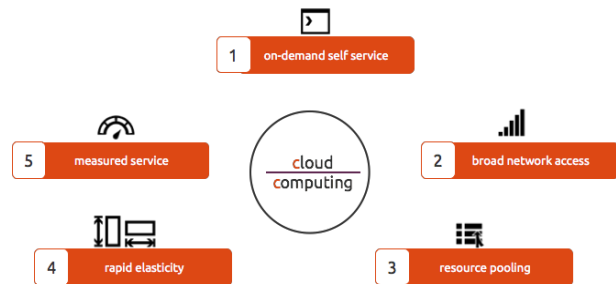 1 on-demand self service
5 measured service
2 broad network access
cloud
computing
4 rapid elasticity
3 resource pooling